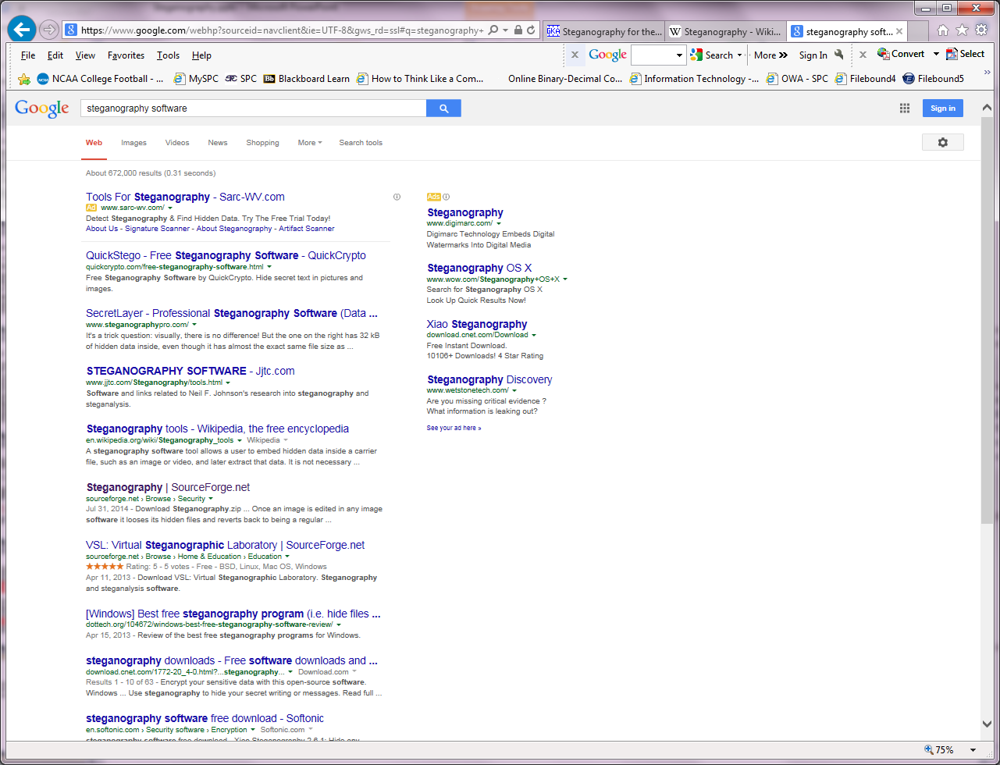 https://www.google.com/webhp?sourceid=navclient&ie=UTF-8&gws_rd=ssl#q=steganography+
Steganography for the...
Steganography - Wiki...
steganography soft...
File Edit View Favorites Tools Help
Google Search More »
Sign In
Convert Select
NCAA College Football - ... MySPC SPC Blackboard Learn How to Think Like a Com... Online Binary-Decimal Co... Information Technology -... OWA - SPC Filebound4 Filebound5
Google steganography software
Sign in
Web Images Videos News Shopping More Search tools
About 672,000 results (0.31 seconds)
Tools For Steganography - Sarc-WV.com
Ad www.sarc-wv.com/
Detect Steganography & Find Hidden Data. Try The Free Trial Today!
About Us - Signature Scanner - About Steganography - Artifact Scanner
QuickStego - Free Steganography Software - QuickCrypto
quickcrypto.com/free-steganography-software.html
Free Steganography Software by QuickCrypto. Hide secret text in pictures and
images.
SecretLayer - Professional Steganography Software (Data ...
www.steganographypro.com/
It's a trick question: visually, there is no difference! But the one on the right has 32 kB
of hidden data inside, even though it has almost the exact same file size as ...
STEGANOGRAPHY SOFTWARE - Jjtc.com
www.jjtc.com/Steganography/tools.html
Software and links related to Neil F. Johnson's research into steganography and
steganalysis.
Steganography tools - Wikipedia, the free encyclopedia
en.wikipedia.org/wiki/Steganography_tools Wikipedia
A steganography software tool allows a user to embed hidden data inside a carrier
file, such as an image or video, and later extract that data. It is not necessary ...
Steganography | SourceForge.net
sourceforge.net › Browse › Security
Jul 31, 2014 - Download Steganography.zip ... Once an image is edited in any image
software it looses its hidden files and reverts back to being a regular ...
VSL: Virtual Steganographic Laboratory | SourceForge.net
sourceforge.net › Browse › Home & Education › Education
Rating: 5 - 5 votes - Free - BSD, Linux, Mac OS, Windows
Apr 11, 2013 - Download VSL: Virtual Steganographic Laboratory. Steganography
and steganalysis software.
[Windows] Best free steganography program (i.e. hide files ...
dottech.org/104672/windows-best-free-steganography-software-review/
Apr 15, 2013 - Review of the best free steganography programs for Windows.
steganography downloads - Free software downloads and ...
download.cnet.com/1772-20_4-0.html?...steganography... Download.com
Results 1 - 10 of 63 - Encrypt your sensitive data with this open-source software.
Windows ... Use steganography to hide your secret writing or messages. Read full ...
steganography software free download - Softonic
en.softonic.com › Security software › Encryption Softonic.com
steganography software free download - Xiao Steganography 2.6.1: Hide any
Ads
Steganography
www.digimarc.com/
Digimarc Technology Embeds Digital
Watermarks Into Digital Media
Steganography OS X
www.wow.com/Steganography+OS+X
Search for Steganography OS X
Look Up Quick Results Now!
Xiao Steganography
download.cnet.com/Download
Free Instant Download.
10106+ Downloads! 4 Star Rating
Steganography Discovery
www.wetstonetech.com/
Are you missing critical evidence ?
What information is leaking out?
See your ad here »
75%